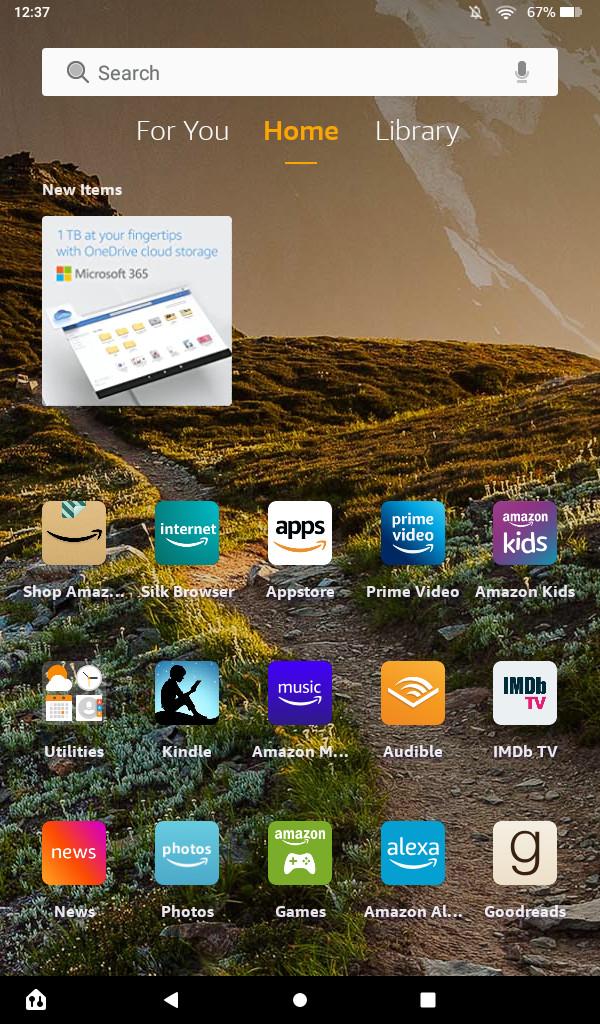 12:37
67%
Search
For You
Home
Library
New Items
1 TB at your fingertips
with OneDrive cloud storage
Microsoft 365
internet
apps
prime
video
amazon
kids
Shop Amaz...
Silk Browser
Appstore
Prime Video
Amazon Kids
music
IMDb
TV
Utilities
Kindle
Amazon M...
Audible
IMDb TV
news
photos
amazon
alexa
g
News
Photos
Games
Amazon Al...
Goodreads